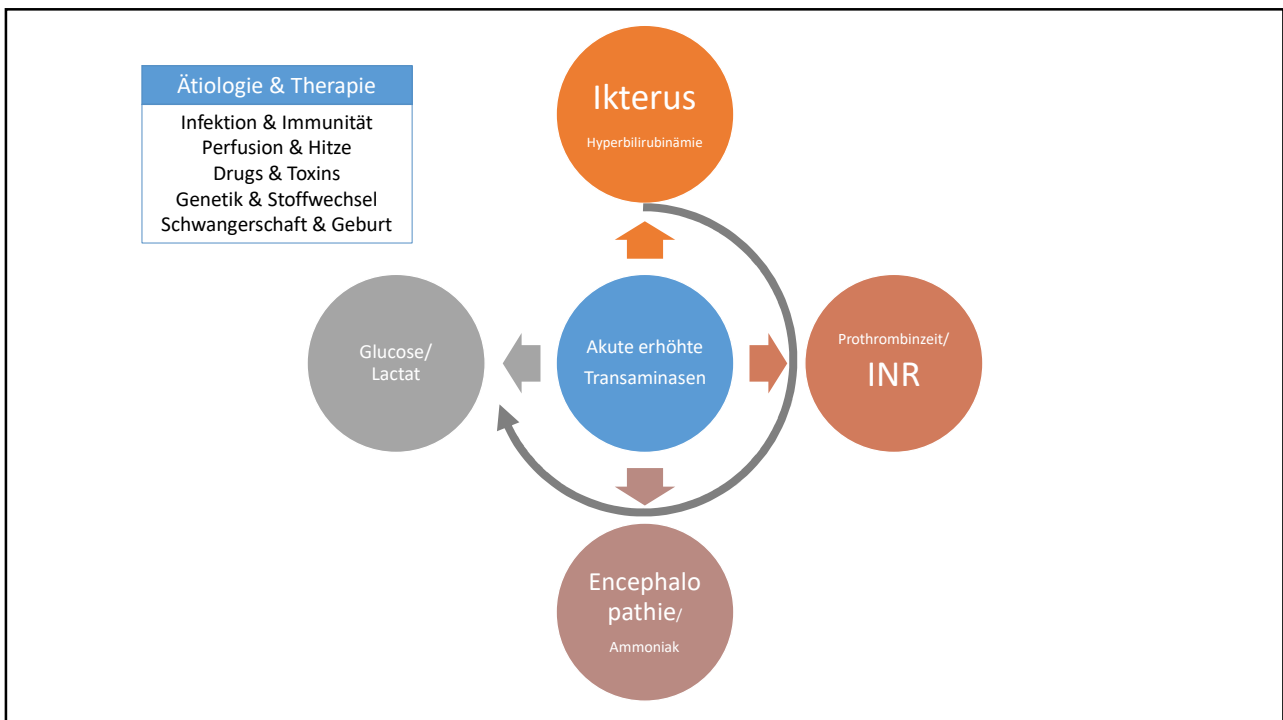 Ätiologie & Therapie
Infektion & Immunität
Perfusion & Hitze
Drugs & Toxins
Genetik & Stoffwechsel
Schwangerschaft & Geburt
Ikterus
Hyperbilirubinämie
Glucose/
Lactat
Akute erhöhte
Transaminasen
Prothrombinzeit/
INR
Encephalo
pathie/
Ammoniak